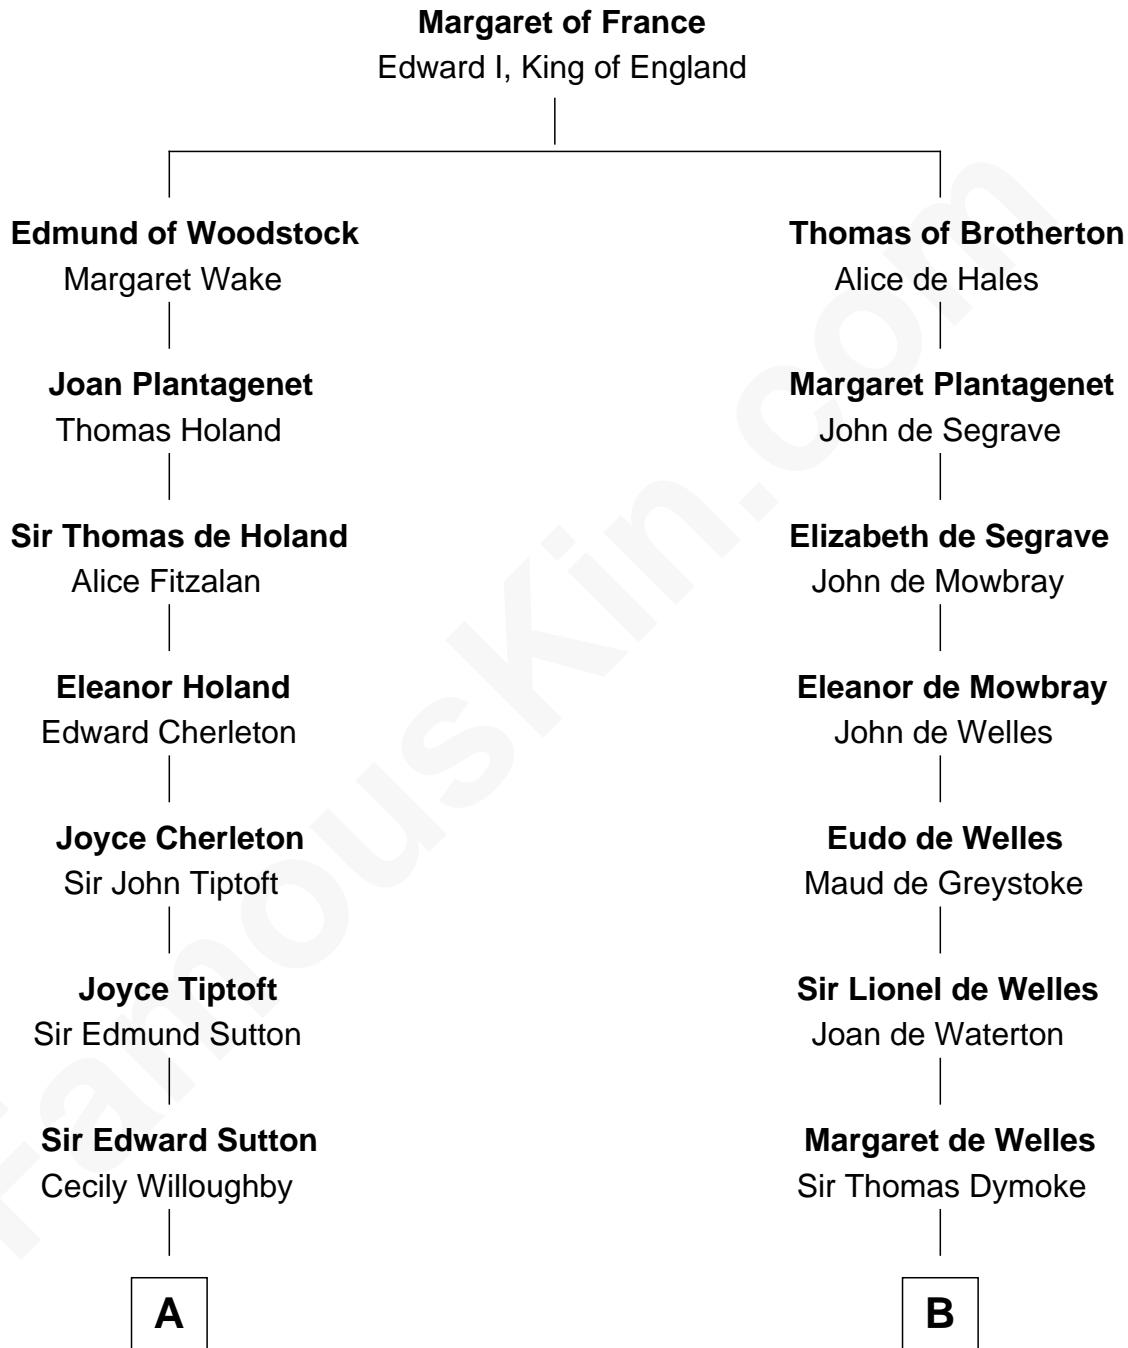 Margaret of France
Edward I, King of England
Edmund of Woodstock
Margaret Wake
Thomas of Brotherton
Alice de Hales
Joan Plantagenet
Thomas Holand
Margaret Plantagenet
John de Segrave
Sir Thomas de Holand
Alice Fitzalan
Elizabeth de Segrave
John de Mowbray
Eleanor Holand
Edward Cherleton
Eleanor de Mowbray
John de Welles
Joyce Cherleton
Sir John Tiptoft
Eudo de Welles
Maud de Greystoke
Joyce Tiptoft
Sir Edmund Sutton
Sir Lionel de Welles
Joan de Waterton
Sir Edward Sutton
Cecily Willoughby
Margaret de Welles
Sir Thomas Dymoke
A
B
FamousKin.com